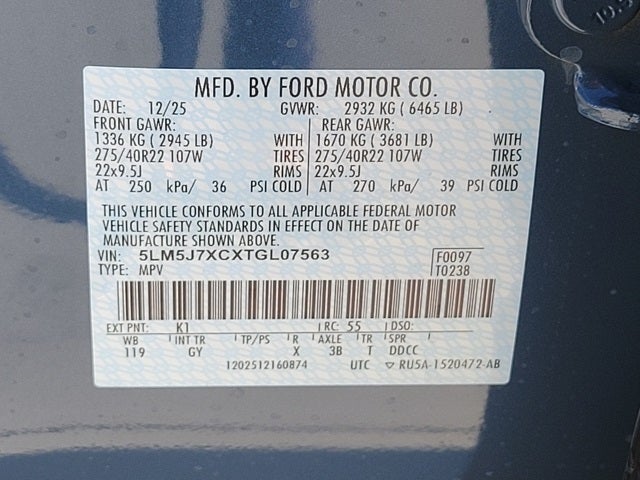 19.5
MFD. BY FORD MOTOR CO.
DATE: 12/25 GVWR: 2932 KG ( 6465 LB)
FRONT GAWR: REAR GAWR:
1336 KG ( 2945 LB) WITH 1670 KG ( 3681 LB) WITH
275/40R22 107W TIRES 275/40R22 107W TIRES
22x9.5J RIMS 22x9.5J RIMS
AT 250 kPa/ 36 PSI COLD AT 270 kPa/ 39 PSI COLD
THIS VEHICLE CONFORMS TO ALL APPLICABLE FEDERAL MOTOR
VEHICLE SAFETY STANDARDS IN EFFECT ON THE DATE OF
MANUFACTURE SHOWN ABOVE.
VIN: 5LM5J7XCXTGL07563 F0097
TYPE: MPV T0238
EXT PNT: K1 RC: 55 DSO:
WB INT TR TP/PS R AXLE TR SPR
119 GY X 3B T DDCC
1202512160874 UTC ▽ RU5A-1520472-AB